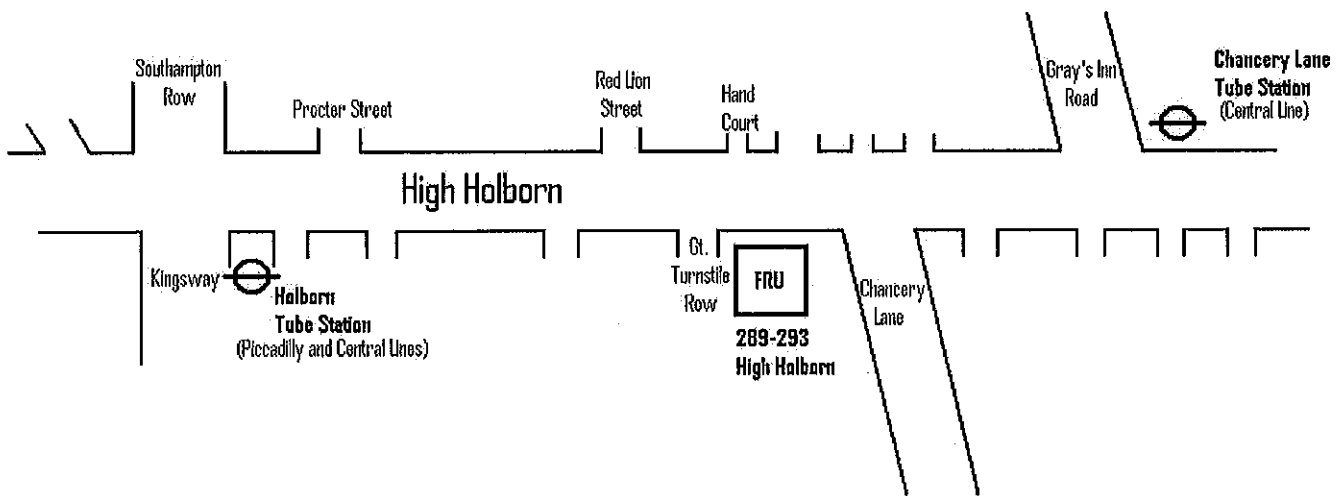 Southampton
Row
Procter Street
Red Lion
Street
Hand
Court
Gray's Inn
Road
Chancery Lane
Tube Station
(Central Line)
High Holborn
Kingsway
Holborn
Tube Station
(Piccadilly and Central Lines)
Gt.
Turnstile
Row
FRU
289-293
High Holborn
Chancery
Lane